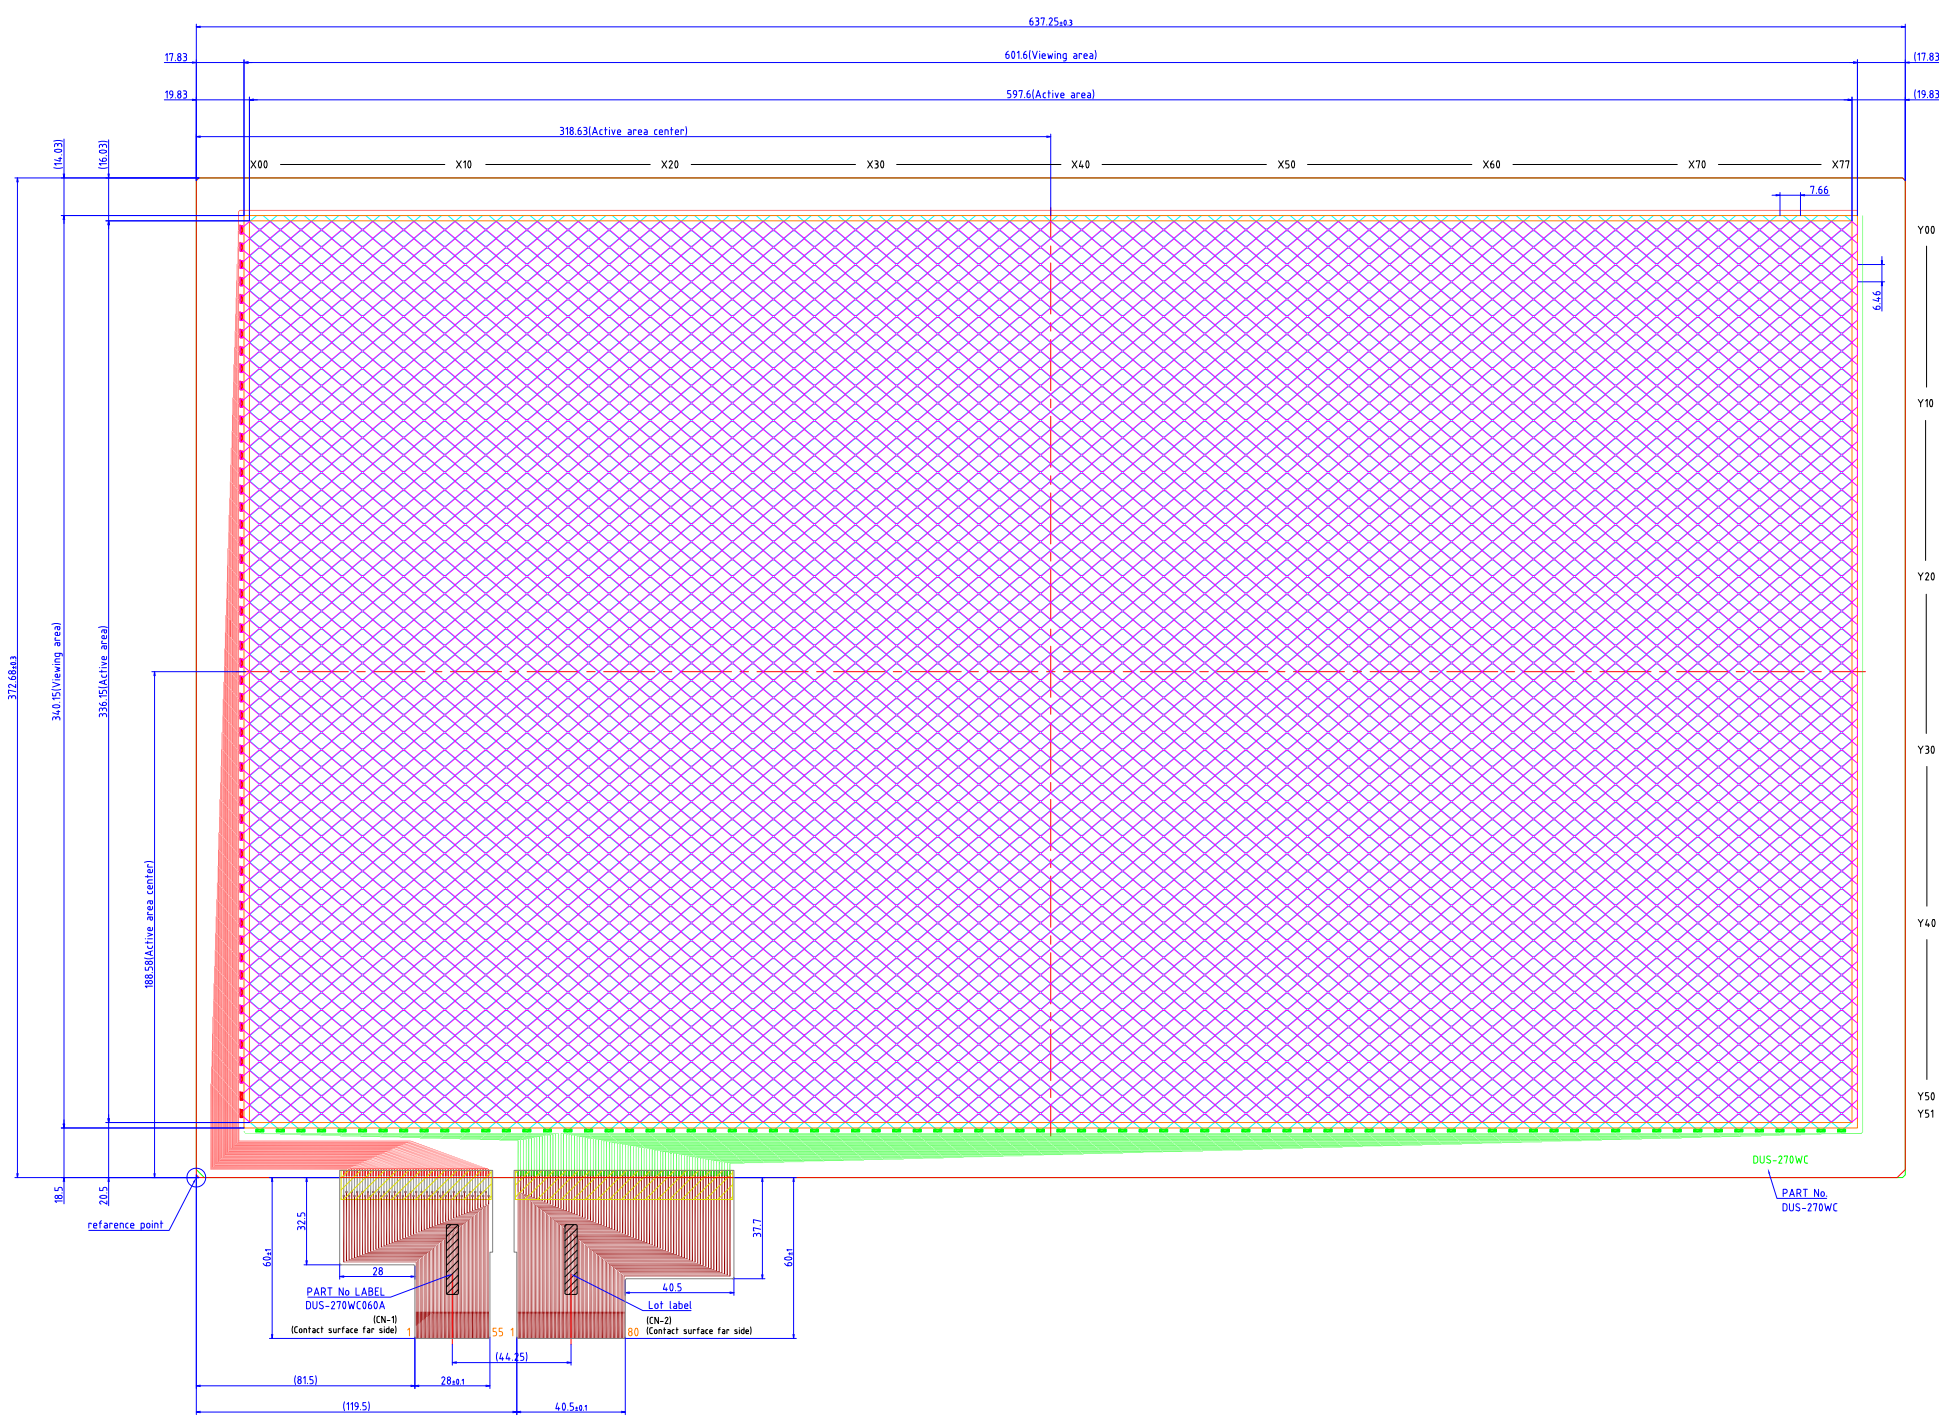 637.25±0.3
17.83
601.6(Viewing area)
(17.83
19.83
597.6(Active area)
(19.83
318.63(Active area center)
(14.03)
(16.03)
X00 X10 X20 X30 X40 X50 X60 X70 X77
7.66
Y00
6.46
Y10
Y20
372.68±0.3
340.15(Viewing area)
336.15(Active area)
Y30
188.58(Active area center)
Y40
Y50
Y51
DUS-270WC
PART No.
DUS-270WC
18.5
20.5
refarence point
32.5
60±1
37.7
60±1
28
40.5
PART No LABEL
DUS-270WC060A
Lot label
(CN-1)
(Contact surface far side)
1
55
1
80
(CN-2)
(Contact surface far side)
(44.25)
(81.5)
28±0.1
(119.5)
40.5±0.1